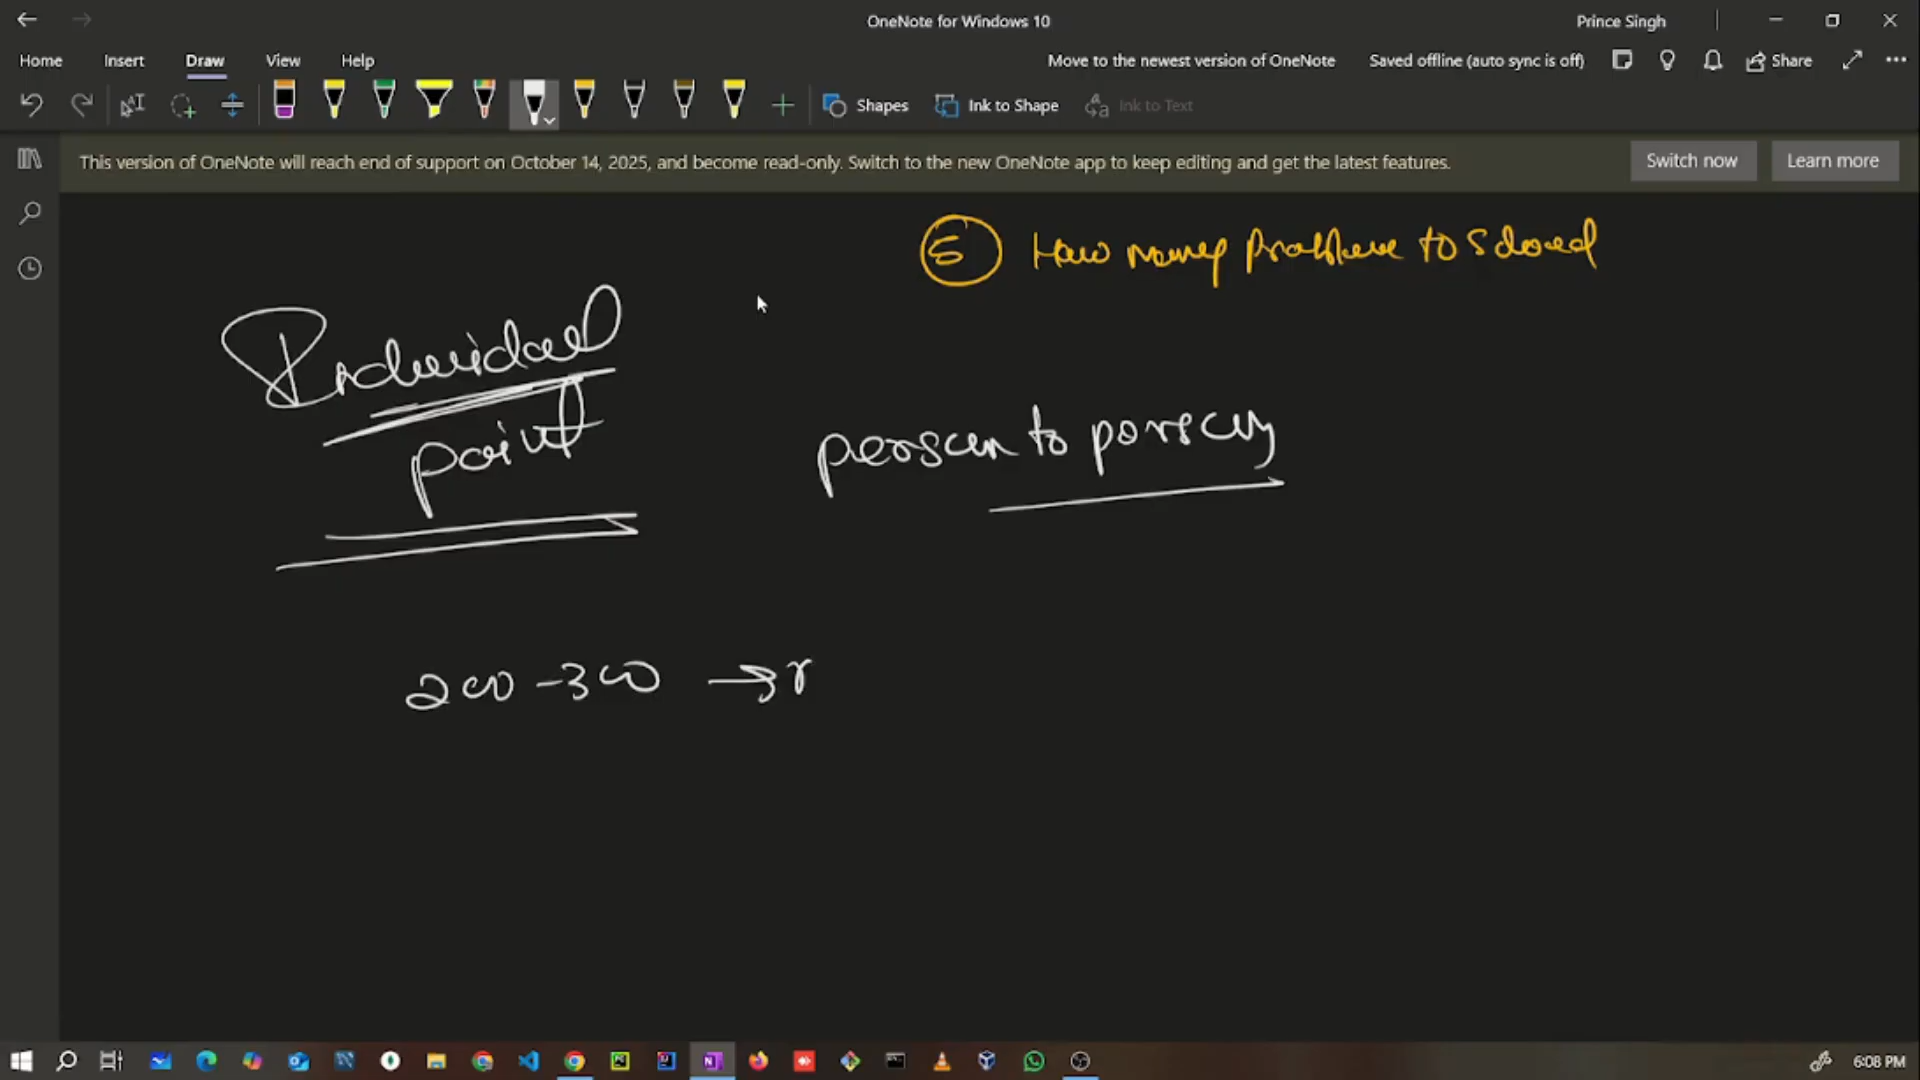 OneNote for Windows 10
Prince Singh
Home Insert Draw View Help
Move to the newest version of OneNote Saved offline (auto sync is off) Share
Shapes Ink to Shape Ink to Text
This version of OneNote will reach end of support on October 14, 2025, and become read-only. Switch to the new OneNote app to keep editing and get the latest features.
Switch now Learn more
5 How many problem to solved
point
person to
200 - 300 → r
6:08 PM